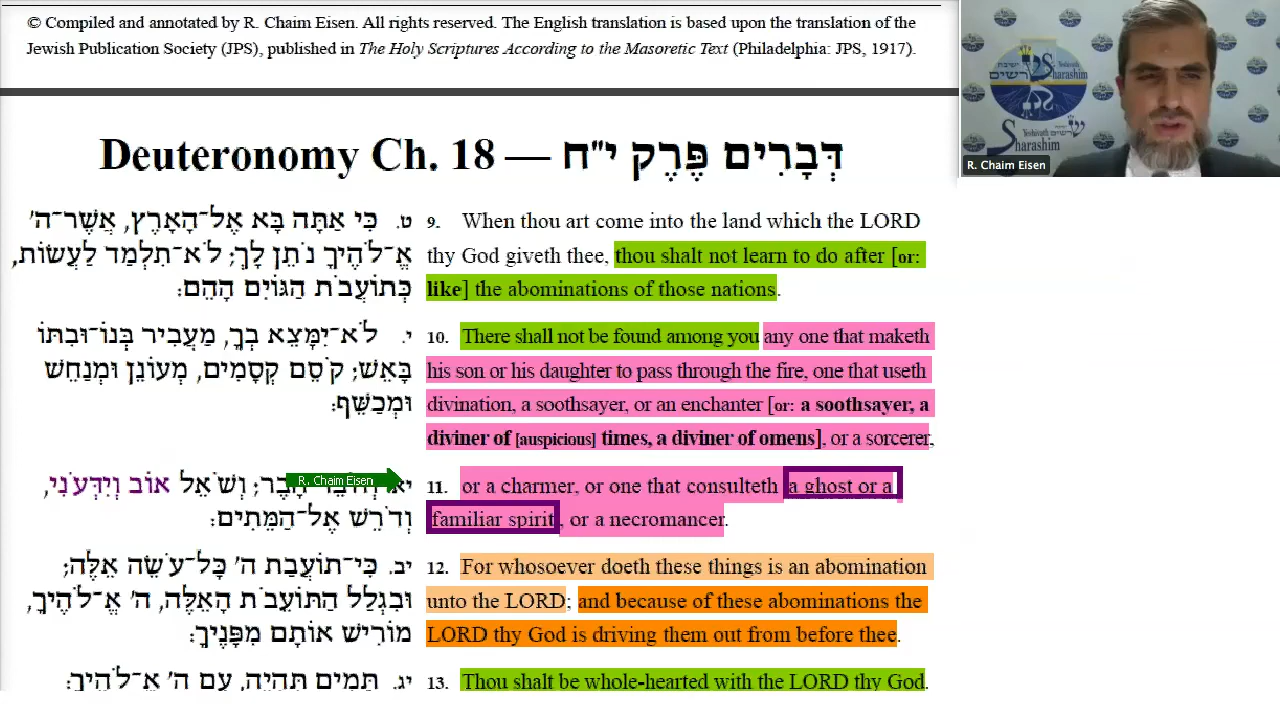 © Compiled and annotated by R. Chaim Eisen. All rights reserved. The English translation is based upon the translation of the
Jewish Publication Society (JPS), published in The Holy Scriptures According to the Masoretic Text (Philadelphia: JPS, 1917).
Sharashim
Yeshivath Sharashim
R. Chaim Eisen
Deuteronomy Ch. 18 — דְּבָרִים פֶּרֶק י"ח
9. When thou art come into the land which the LORD
thy God giveth thee, thou shalt not learn to do after [or:
like] the abominations of those nations.
ט. כִּי אַתָּה בָּא אֶל־הָאָרֶץ, אֲשֶׁר־ה'
אֱ־לֹהֶיךָ נֹתֵן לָךְ; לֹא־תִלְמַד לַעֲשׂוֹת,
כְּתוֹעֲבֹת הַגּוֹיִם הָהֵם:
10. There shall not be found among you any one that maketh
his son or his daughter to pass through the fire, one that useth
divination, a soothsayer, or an enchanter [or: a soothsayer, a
diviner of [auspicious] times, a diviner of omens], or a sorcerer,
י. לֹא־יִמָּצֵא בְךָ, מַעֲבִיר בְּנוֹ־וּבִתּוֹ
בָּאֵשׁ; קֹסֵם קְסָמִים, מְעוֹנֵן וּמְנַחֵשׁ
וּמְכַשֵּׁף:
11. or a charmer, or one that consulteth a ghost or a
familiar spirit, or a necromancer.
R. Chaim Eisen
וְשֹׁאֵל אוֹב וְיִדְּעֹנִי,
וְדֹרֵשׁ אֶל־הַמֵּתִים:
12. For whosoever doeth these things is an abomination
unto the LORD; and because of these abominations the
LORD thy God is driving them out from before thee.
יב. כִּי־תוֹעֲבַת ה' כָּל־עֹשֵׂה אֵלֶּה;
וּבִגְלַל הַתּוֹעֵבֹת הָאֵלֶּה, ה' אֱ־לֹהֶיךָ,
מוֹרִישׁ אוֹתָם מִפָּנֶיךָ:
13. Thou shalt be whole-hearted with the LORD thy God.
יג. תָּמִים תִּהְיֶה, עִם ה' אֱ־לֹהֶיךָ: